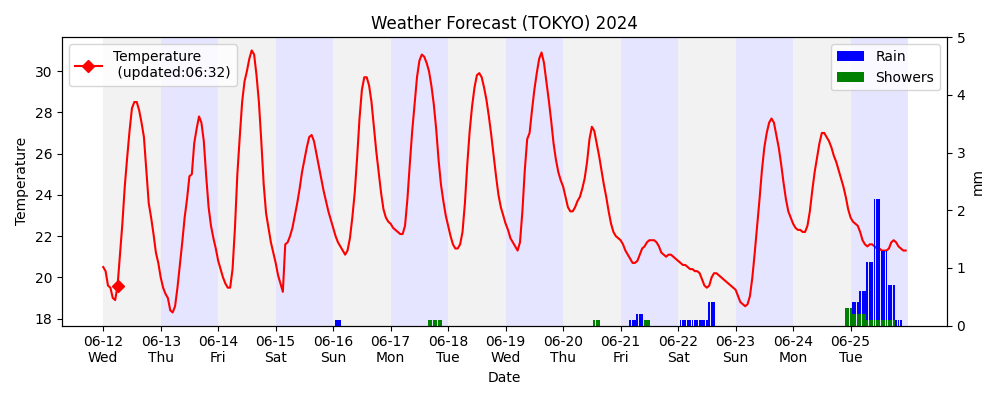 Weather Forecast (TOKYO) 2024
Temperature
(updated:06:32)
Rain
Showers
Temperature
30
28
26
24
22
20
18
5
4
3
2
1
0
mm
06-12 06-13 06-14 06-15 06-16 06-17 06-18 06-19 06-20 06-21 06-22 06-23 06-24 06-25
Wed Thu Fri Sat Sun Mon Tue Wed Thu Fri Sat Sun Mon Tue
Date